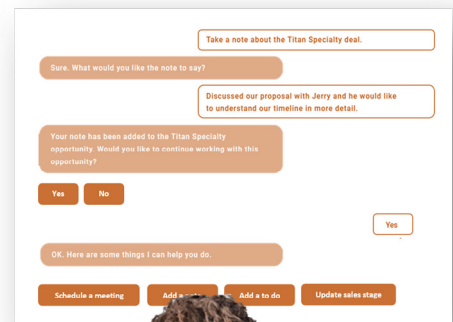 Take a note about the Titan Specialty deal.
Sure. What would you like the note to say?
Discussed our proposal with Jerry and he would like
to understand our timeline in more detail.
Your note has been added to the Titan Specialty
opportunity. Would you like to continue working with this
opportunity?
Yes No
Yes
OK. Here are some things I can help you do.
Schedule a meeting Add a Add a to do Update sales stage